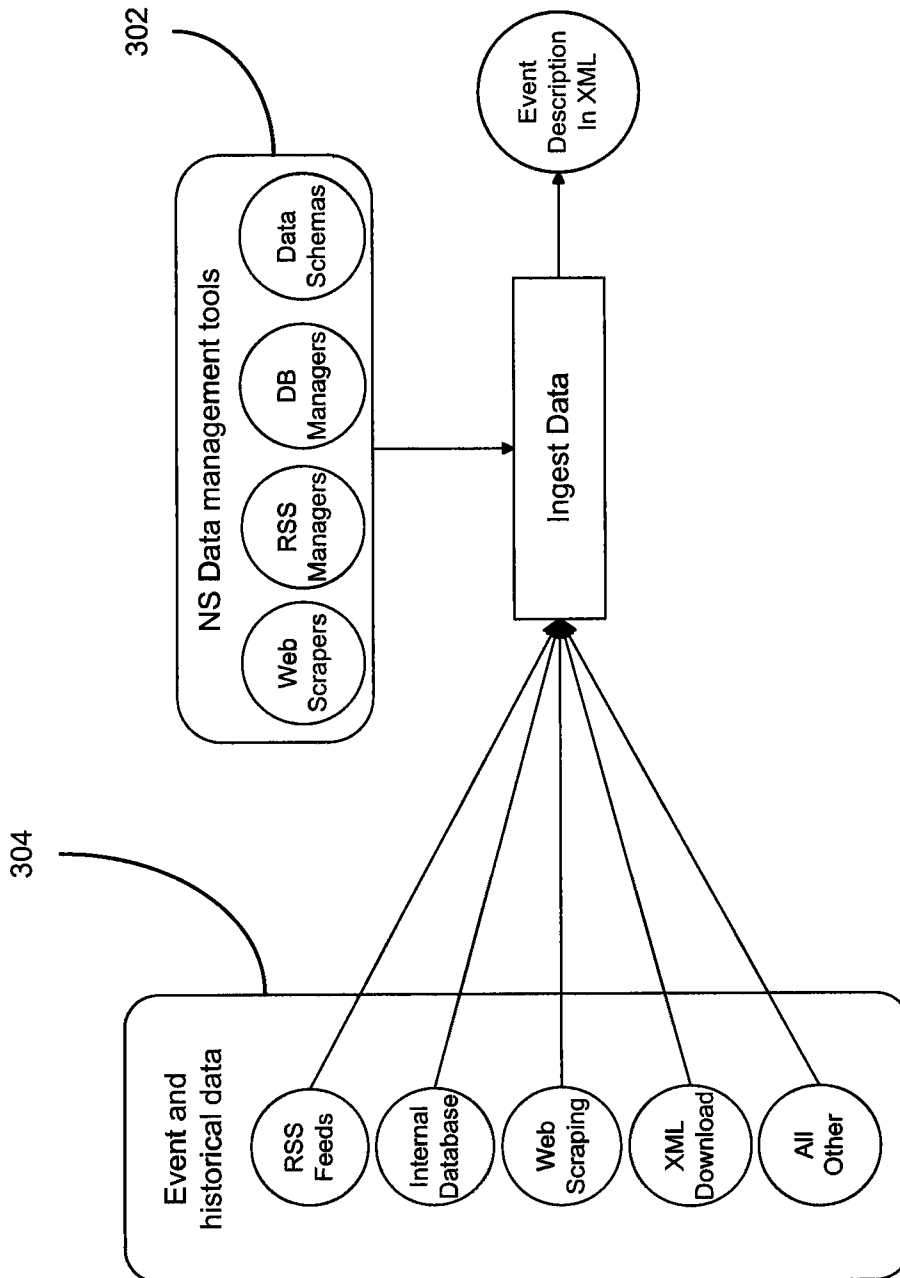 302
NS Data management tools
Web
Scrapers
RSS
Managers
DB
Managers
Data
Schemas
304
Event and
historical data
RSS
Feeds
Internal
Database
Web
Scraping
XML
Download
All
Other
Ingest Data
Event
Description
In XML